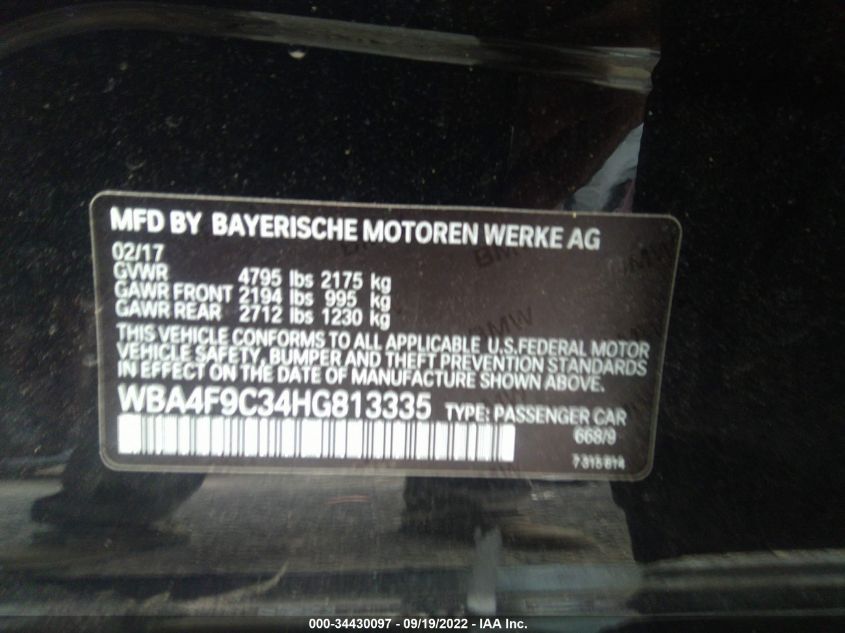 MFD BY BAYERISCHE MOTOREN WERKE AG
02/17
GVWR 4795 lbs 2175 kg
GAWR FRONT 2194 lbs 995 kg
GAWR REAR 2712 lbs 1230 kg
THIS VEHICLE CONFORMS TO ALL APPLICABLE U.S.FEDERAL MOTOR
VEHICLE SAFETY, BUMPER AND THEFT PREVENTION STANDARDS
IN EFFECT ON THE DATE OF MANUFACTURE SHOWN ABOVE.
WBA4F9C34HG813335 TYPE: PASSENGER CAR
668/9
7 315 814
000-34430097 - 09/19/2022 - IAA Inc.